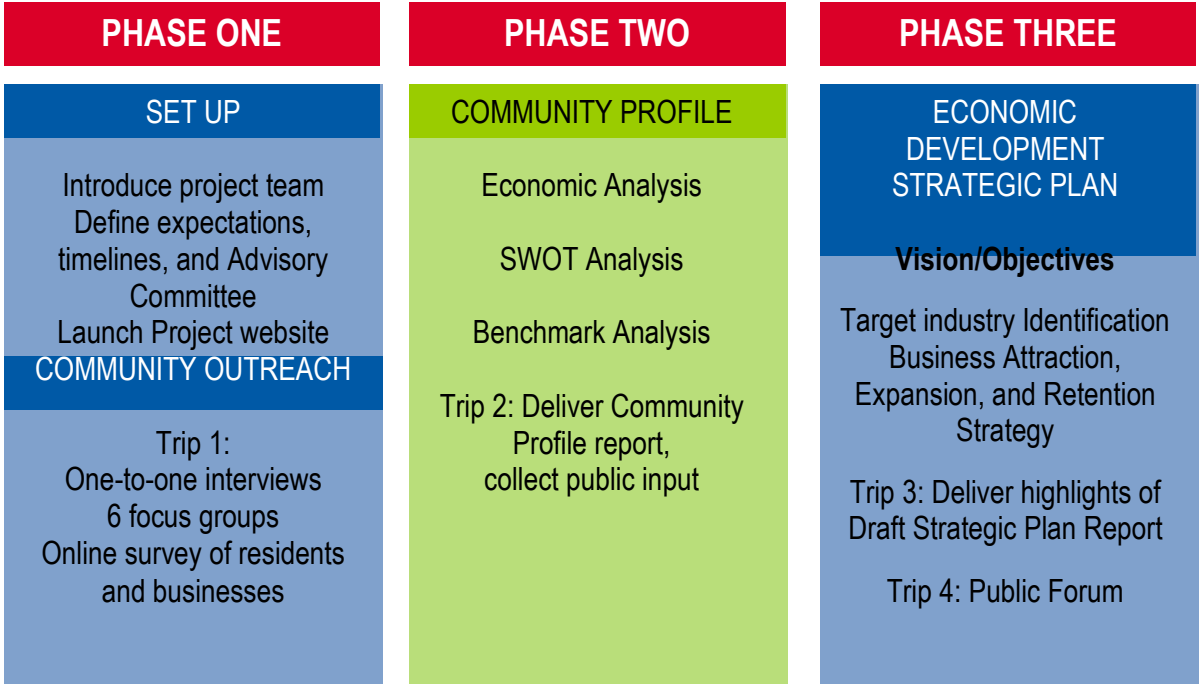 PHASE ONE
SET UP
Introduce project team
Define expectations,
timelines, and Advisory
Committee
Launch Project website
COMMUNITY OUTREACH
Trip 1:
One-to-one interviews
6 focus groups
Online survey of residents
and businesses
PHASE TWO
COMMUNITY PROFILE
Economic Analysis
SWOT Analysis
Benchmark Analysis
Trip 2: Deliver Community
Profile report,
collect public input
PHASE THREE
ECONOMIC
DEVELOPMENT
STRATEGIC PLAN
Vision/Objectives
Target industry Identification
Business Attraction,
Expansion, and Retention
Strategy
Trip 3: Deliver highlights of
Draft Strategic Plan Report
Trip 4: Public Forum